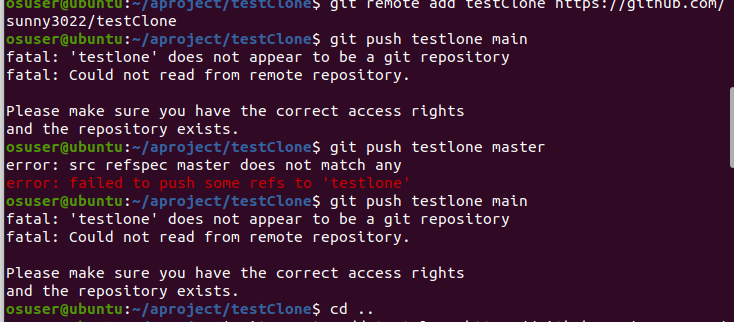 osuser@ubuntu:~/aproject/testClone$ git remote add testClone https://github.com/
sunny3022/testClone
osuser@ubuntu:~/aproject/testClone$ git push testlone main
fatal: 'testlone' does not appear to be a git repository
fatal: Could not read from remote repository.

Please make sure you have the correct access rights
and the repository exists.
osuser@ubuntu:~/aproject/testClone$ git push testlone master
error: src refspec master does not match any
error: failed to push some refs to 'testlone'
osuser@ubuntu:~/aproject/testClone$ git push testlone main
fatal: 'testlone' does not appear to be a git repository
fatal: Could not read from remote repository.

Please make sure you have the correct access rights
and the repository exists.
osuser@ubuntu:~/aproject/testClone$ cd ..